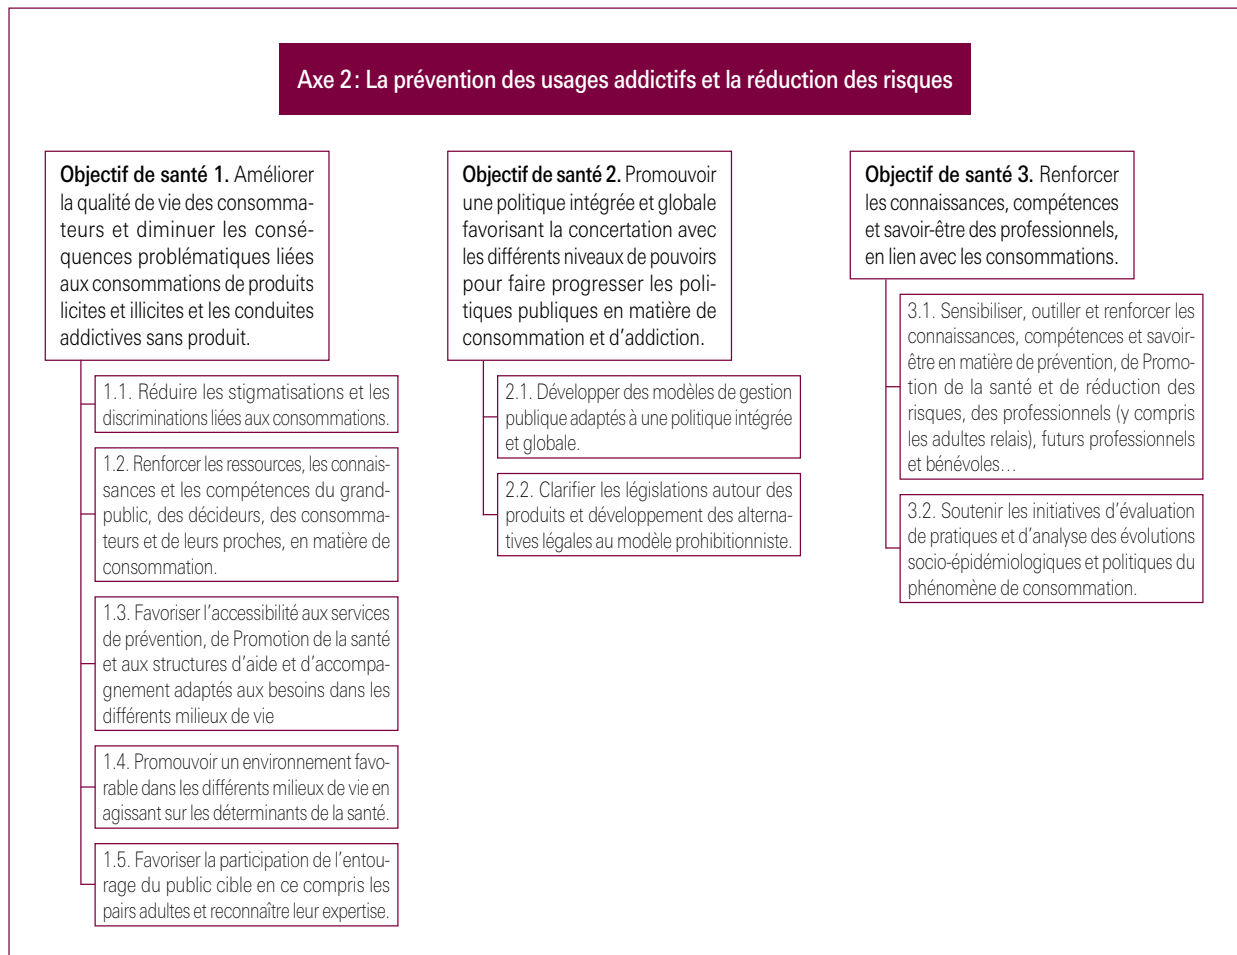 Axe 2 : La prévention des usages addictifs et la réduction des risques
Objectif de santé 1. Améliorer
la qualité de vie des consomma-
teurs et diminuer les consé-
quences problématiques liées
aux consommations de produits
licites et illicites et les conduites
addictives sans produit.
1.1. Réduire les stigmatisations et les
discriminations liées aux consommations.
1.2. Renforcer les ressources, les connais-
sances et les compétences du grand-
public, des décideurs, des consomma-
teurs et de leurs proches, en matière de
consommation.
1.3. Favoriser l'accessibilité aux services
de prévention, de Promotion de la santé
et aux structures d'aide et d'accompa-
gnement adaptés aux besoins dans les
différents milieux de vie
1.4. Promouvoir un environnement favo-
rable dans les différents milieux de vie en
agissant sur les déterminants de la santé.
1.5. Favoriser la participation de l'entou-
rage du public cible en ce compris les
pairs adultes et reconnaître leur expertise.
Objectif de santé 2. Promouvoir
une politique intégrée et globale
favorisant la concertation avec
les différents niveaux de pouvoirs
pour faire progresser les poli-
tiques publiques en matière de
consommation et d'addiction.
2.1. Développer des modèles de gestion
publique adaptés à une politique intégrée
et globale.
2.2. Clarifier les législations autour des
produits et développement des alterna-
tives légales au modèle prohibitionniste.
Objectif de santé 3. Renforcer
les connaissances, compétences
et savoir-être des professionnels,
en lien avec les consommations.
3.1. Sensibiliser, outiller et renforcer les
connaissances, compétences et savoir-
être en matière de prévention, de Promo-
tion de la santé et de réduction des
risques, des professionnels (y compris
les adultes relais), futurs professionnels
et bénévoles…
3.2. Soutenir les initiatives d'évaluation
de pratiques et d'analyse des évolutions
socio-épidémiologiques et politiques du
phénomène de consommation.